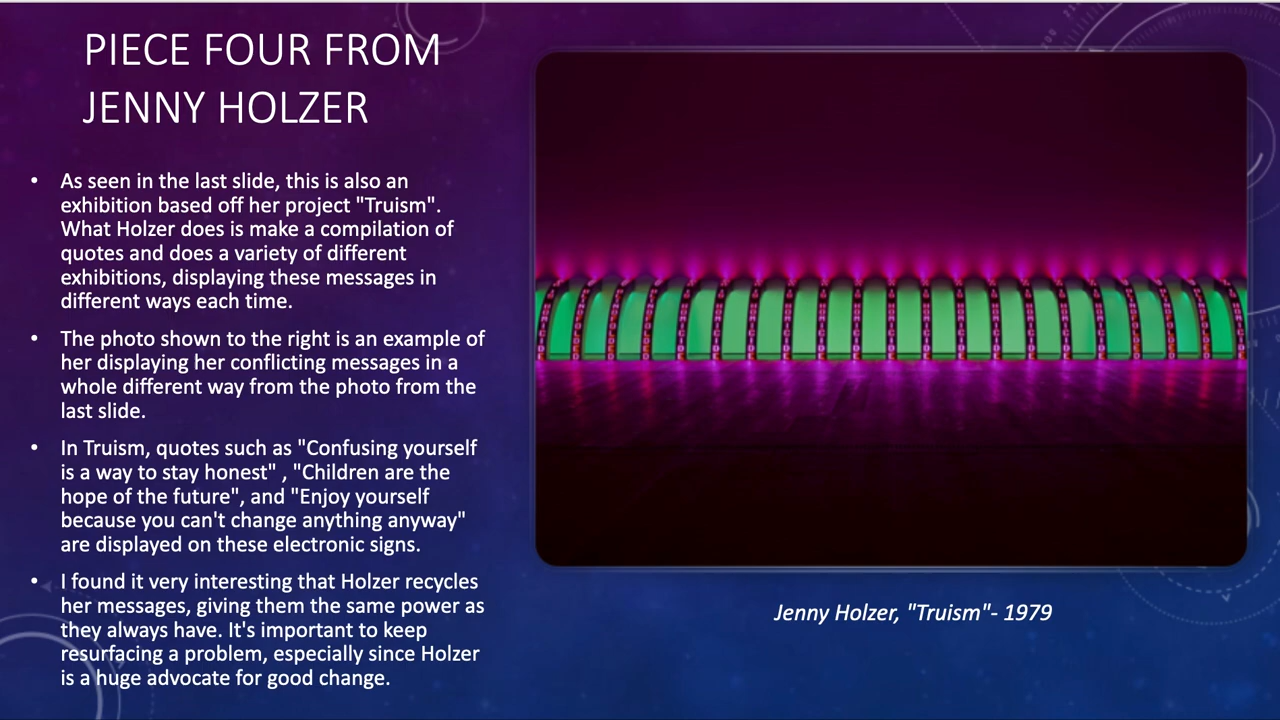 PIECE FOUR FROM
JENNY HOLZER
• As seen in the last slide, this is also an
exhibition based off her project "Truism".
What Holzer does is make a compilation of
quotes and does a variety of different
exhibitions, displaying these messages in
different ways each time.
• The photo shown to the right is an example of
her displaying her conflicting messages in a
whole different way from the photo from the
last slide.
• In Truism, quotes such as "Confusing yourself
is a way to stay honest" , "Children are the
hope of the future", and "Enjoy yourself
because you can't change anything anyway"
are displayed on these electronic signs.
• I found it very interesting that Holzer recycles
her messages, giving them the same power as
they always have. It's important to keep
resurfacing a problem, especially since Holzer
is a huge advocate for good change.
Jenny Holzer, "Truism"- 1979